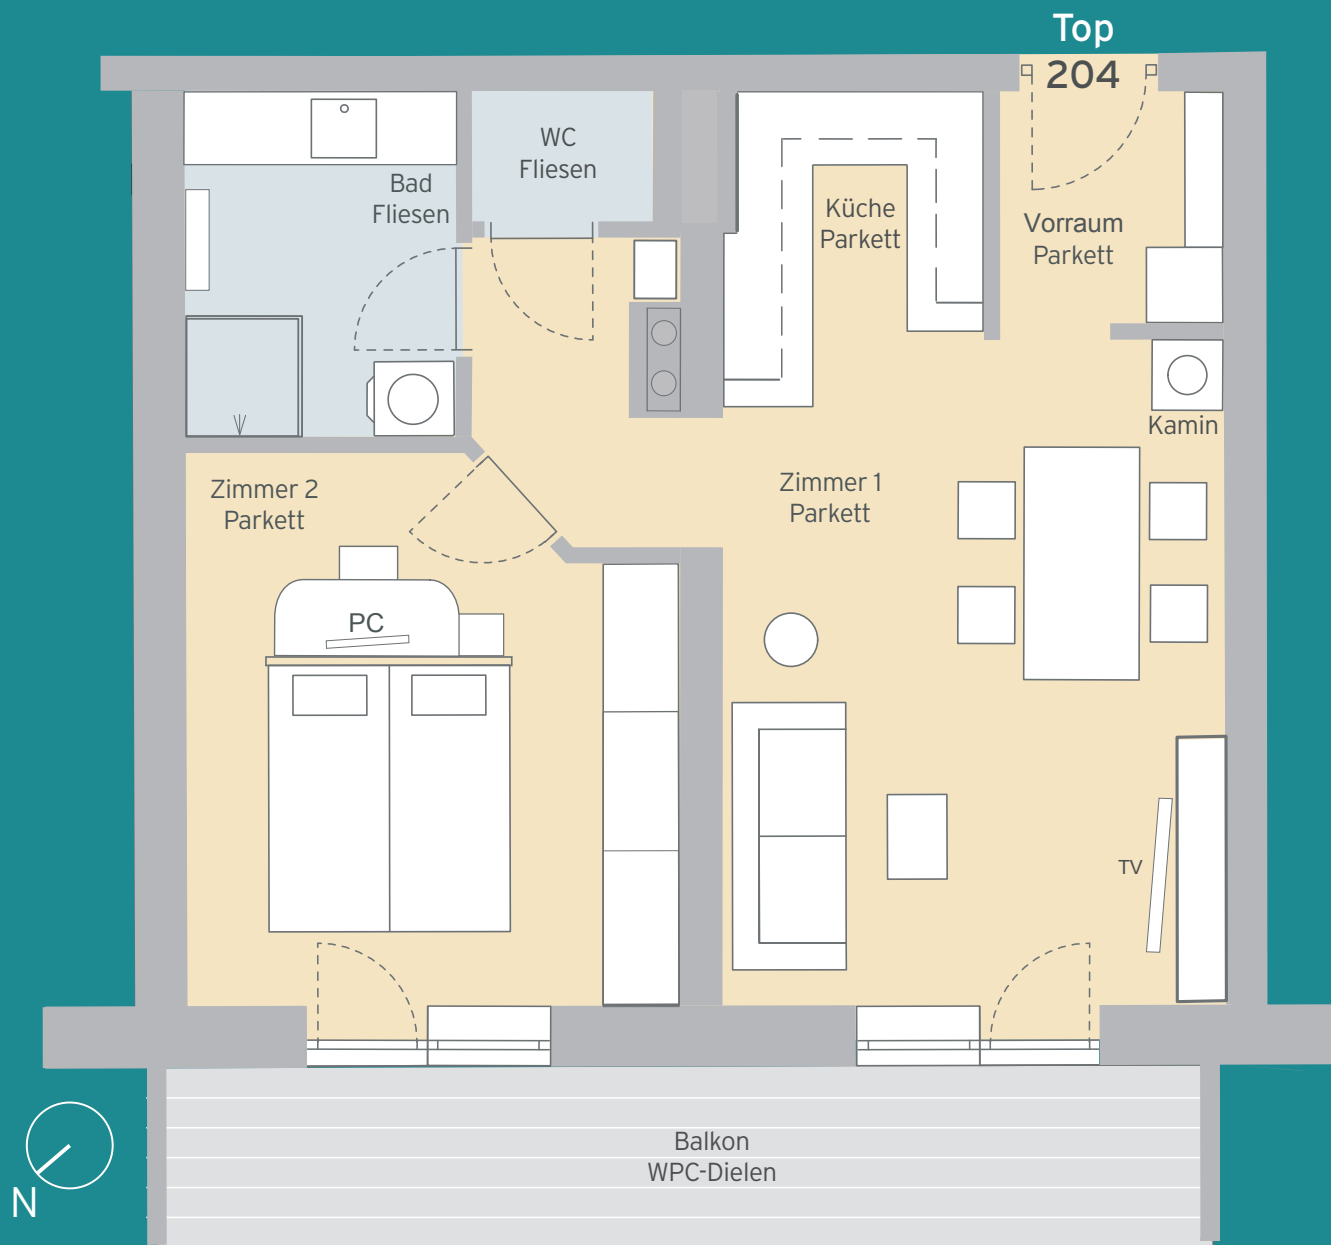 Top
204
WC
Fliesen
Bad
Fliesen
Küche
Parkett
Vorraum
Parkett
Kamin
Zimmer 2
Parkett
Zimmer 1
Parkett
PC
TV
Balkon
WPC-Dielen
N